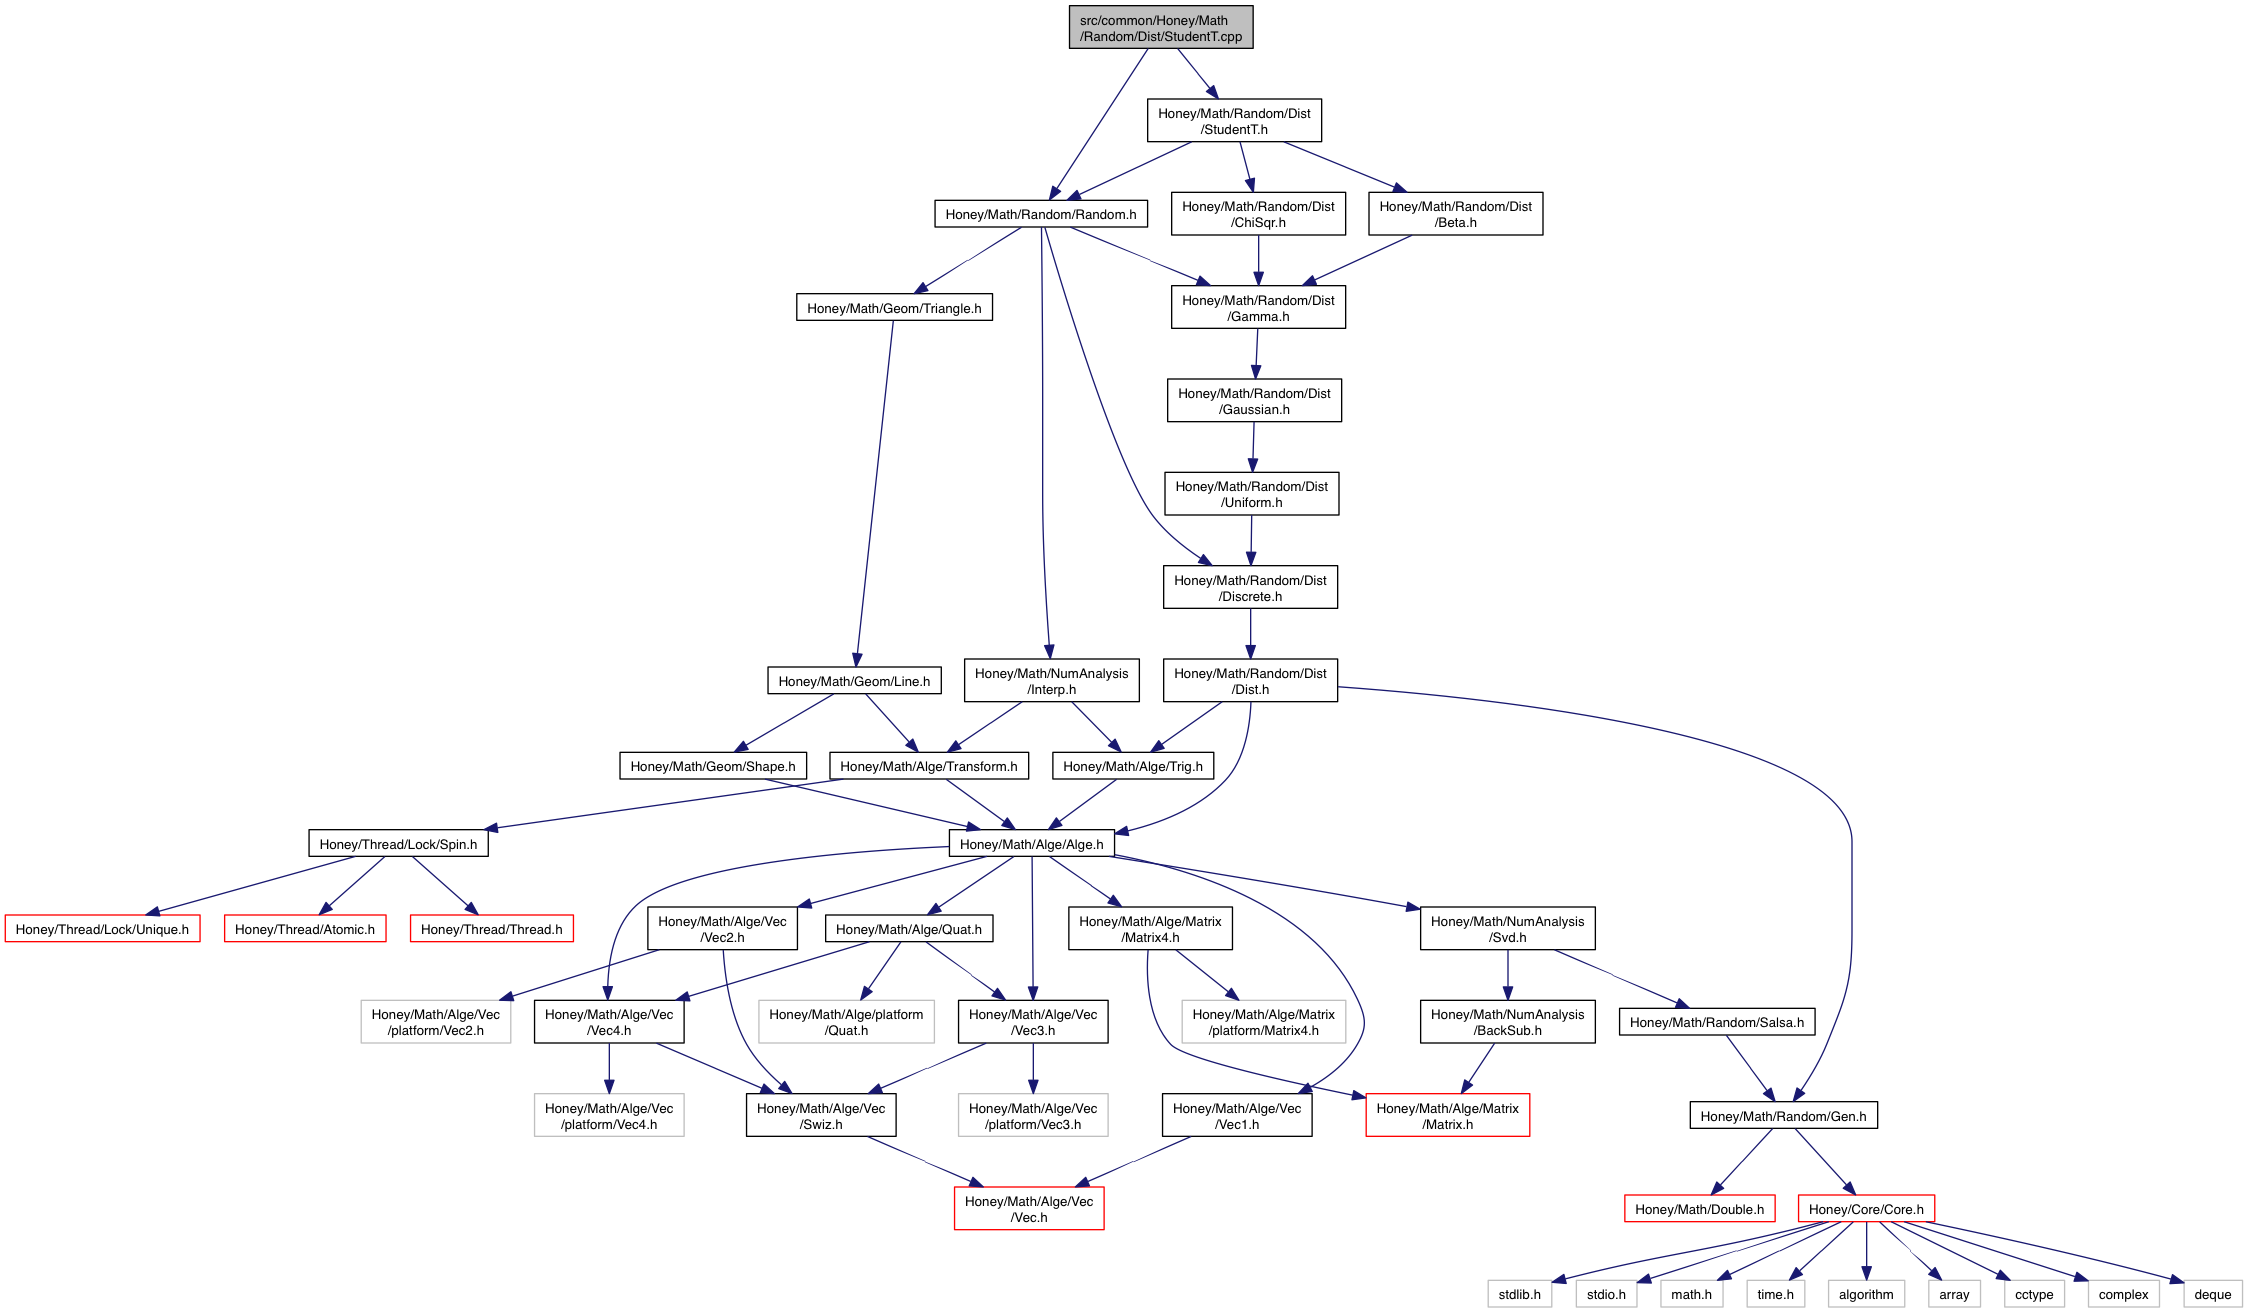 src/common/Honey/Math
/Random/Dist/StudentT.cpp
Honey/Math/Random/Dist
/StudentT.h
Honey/Math/Random/Random.h
Honey/Math/Random/Dist
/ChiSqr.h
Honey/Math/Random/Dist
/Beta.h
Honey/Math/Geom/Triangle.h
Honey/Math/Random/Dist
/Gamma.h
Honey/Math/Random/Dist
/Gaussian.h
Honey/Math/Random/Dist
/Uniform.h
Honey/Math/Random/Dist
/Discrete.h
Honey/Math/Geom/Line.h
Honey/Math/NumAnalysis
/Interp.h
Honey/Math/Random/Dist
/Dist.h
Honey/Math/Geom/Shape.h
Honey/Math/Alge/Transform.h
Honey/Math/Alge/Trig.h
Honey/Thread/Lock/Spin.h
Honey/Math/Alge/Alge.h
Honey/Thread/Lock/Unique.h
Honey/Thread/Atomic.h
Honey/Thread/Thread.h
Honey/Math/Alge/Vec
/Vec2.h
Honey/Math/Alge/Quat.h
Honey/Math/Alge/Matrix
/Matrix4.h
Honey/Math/NumAnalysis
/Svd.h
Honey/Math/Alge/Vec
/platform/Vec2.h
Honey/Math/Alge/Vec
/Vec4.h
Honey/Math/Alge/platform
/Quat.h
Honey/Math/Alge/Vec
/Vec3.h
Honey/Math/Alge/Matrix
/platform/Matrix4.h
Honey/Math/NumAnalysis
/BackSub.h
Honey/Math/Random/Salsa.h
Honey/Math/Alge/Vec
/platform/Vec4.h
Honey/Math/Alge/Vec
/Swiz.h
Honey/Math/Alge/Vec
/platform/Vec3.h
Honey/Math/Alge/Vec
/Vec1.h
Honey/Math/Alge/Matrix
/Matrix.h
Honey/Math/Random/Gen.h
Honey/Math/Alge/Vec
/Vec.h
Honey/Math/Double.h
Honey/Core/Core.h
stdlib.h
stdio.h
math.h
time.h
algorithm
array
cctype
complex
deque